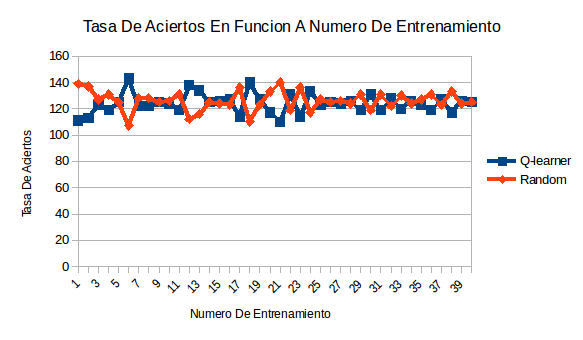 Tasa De Aciertos En Funcion A Numero De Entrenamiento
160
140
120
100
80
60
40
20
0
Tasa De Aciertos
1 3 5 7 9 11 13 15 17 19 21 23 25 27 29 31 33 35 37 39
Numero De Entrenamiento
Q-learner
Random